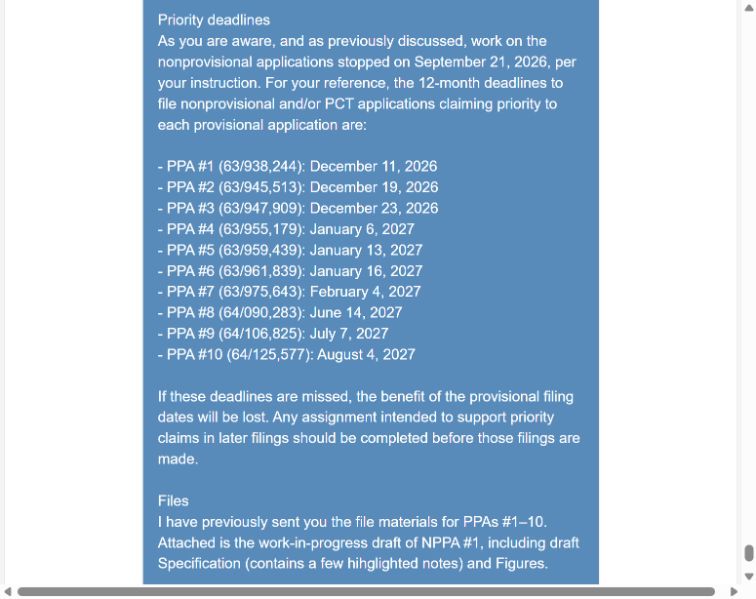 Priority deadlines
As you are aware, and as previously discussed, work on the
nonprovisional applications stopped on September 21, 2026, per
your instruction. For your reference, the 12-month deadlines to
file nonprovisional and/or PCT applications claiming priority to
each provisional application are:
- PPA #1 (63/938,244): December 11, 2026
- PPA #2 (63/945,513): December 19, 2026
- PPA #3 (63/947,909): December 23, 2026
- PPA #4 (63/955,179): January 6, 2027
- PPA #5 (63/959,439): January 13, 2027
- PPA #6 (63/961,839): January 16, 2027
- PPA #7 (63/975,643): February 4, 2027
- PPA #8 (64/090,283): June 14, 2027
- PPA #9 (64/106,825): July 7, 2027
- PPA #10 (64/125,577): August 4, 2027
If these deadlines are missed, the benefit of the provisional filing
dates will be lost. Any assignment intended to support priority
claims in later filings should be completed before those filings are
made.
Files
I have previously sent you the file materials for PPAs #1–10.
Attached is the work-in-progress draft of NPPA #1, including draft
Specification (contains a few hihglighted notes) and Figures.